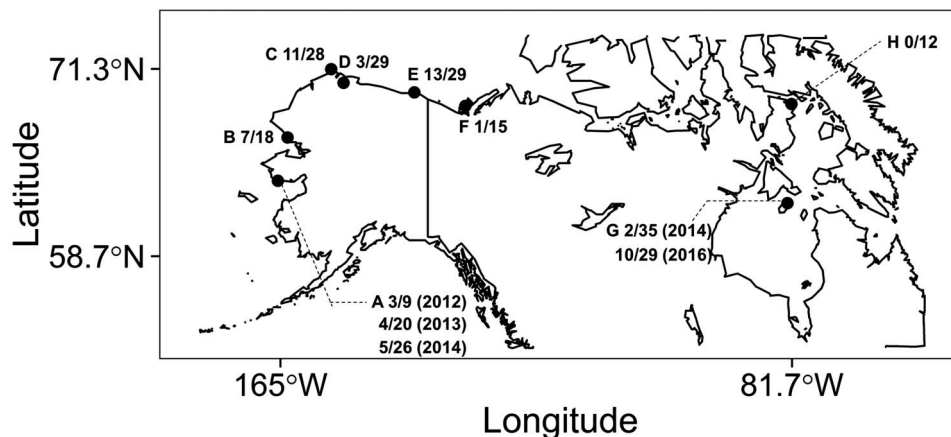 C 11/28
D 3/29
E 13/29
H 0/12
71.3°N
F 1/15
B 7/18
Latitude
G 2/35 (2014)
10/29 (2016)
58.7°N
A 3/9 (2012)
4/20 (2013)
5/26 (2014)
165°W
81.7°W
Longitude